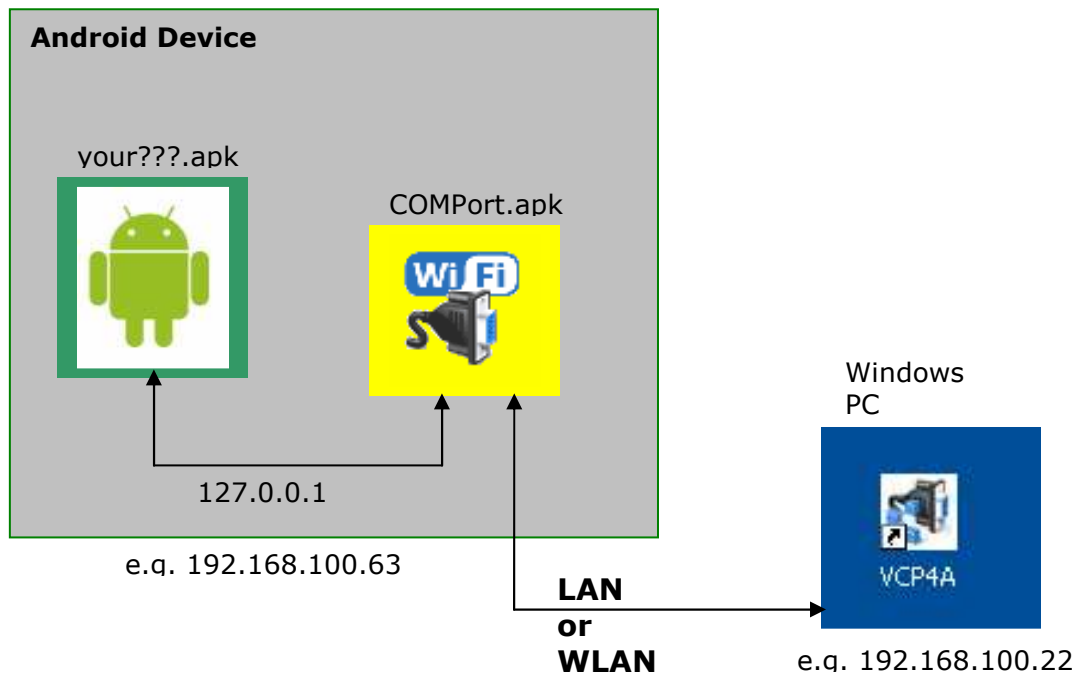 Android Device
your???.apk
COMPort.apk
Wi Fi
127.0.0.1
e.g. 192.168.100.63
Windows
PC
VCP4A
LAN
or
WLAN
e.g. 192.168.100.22